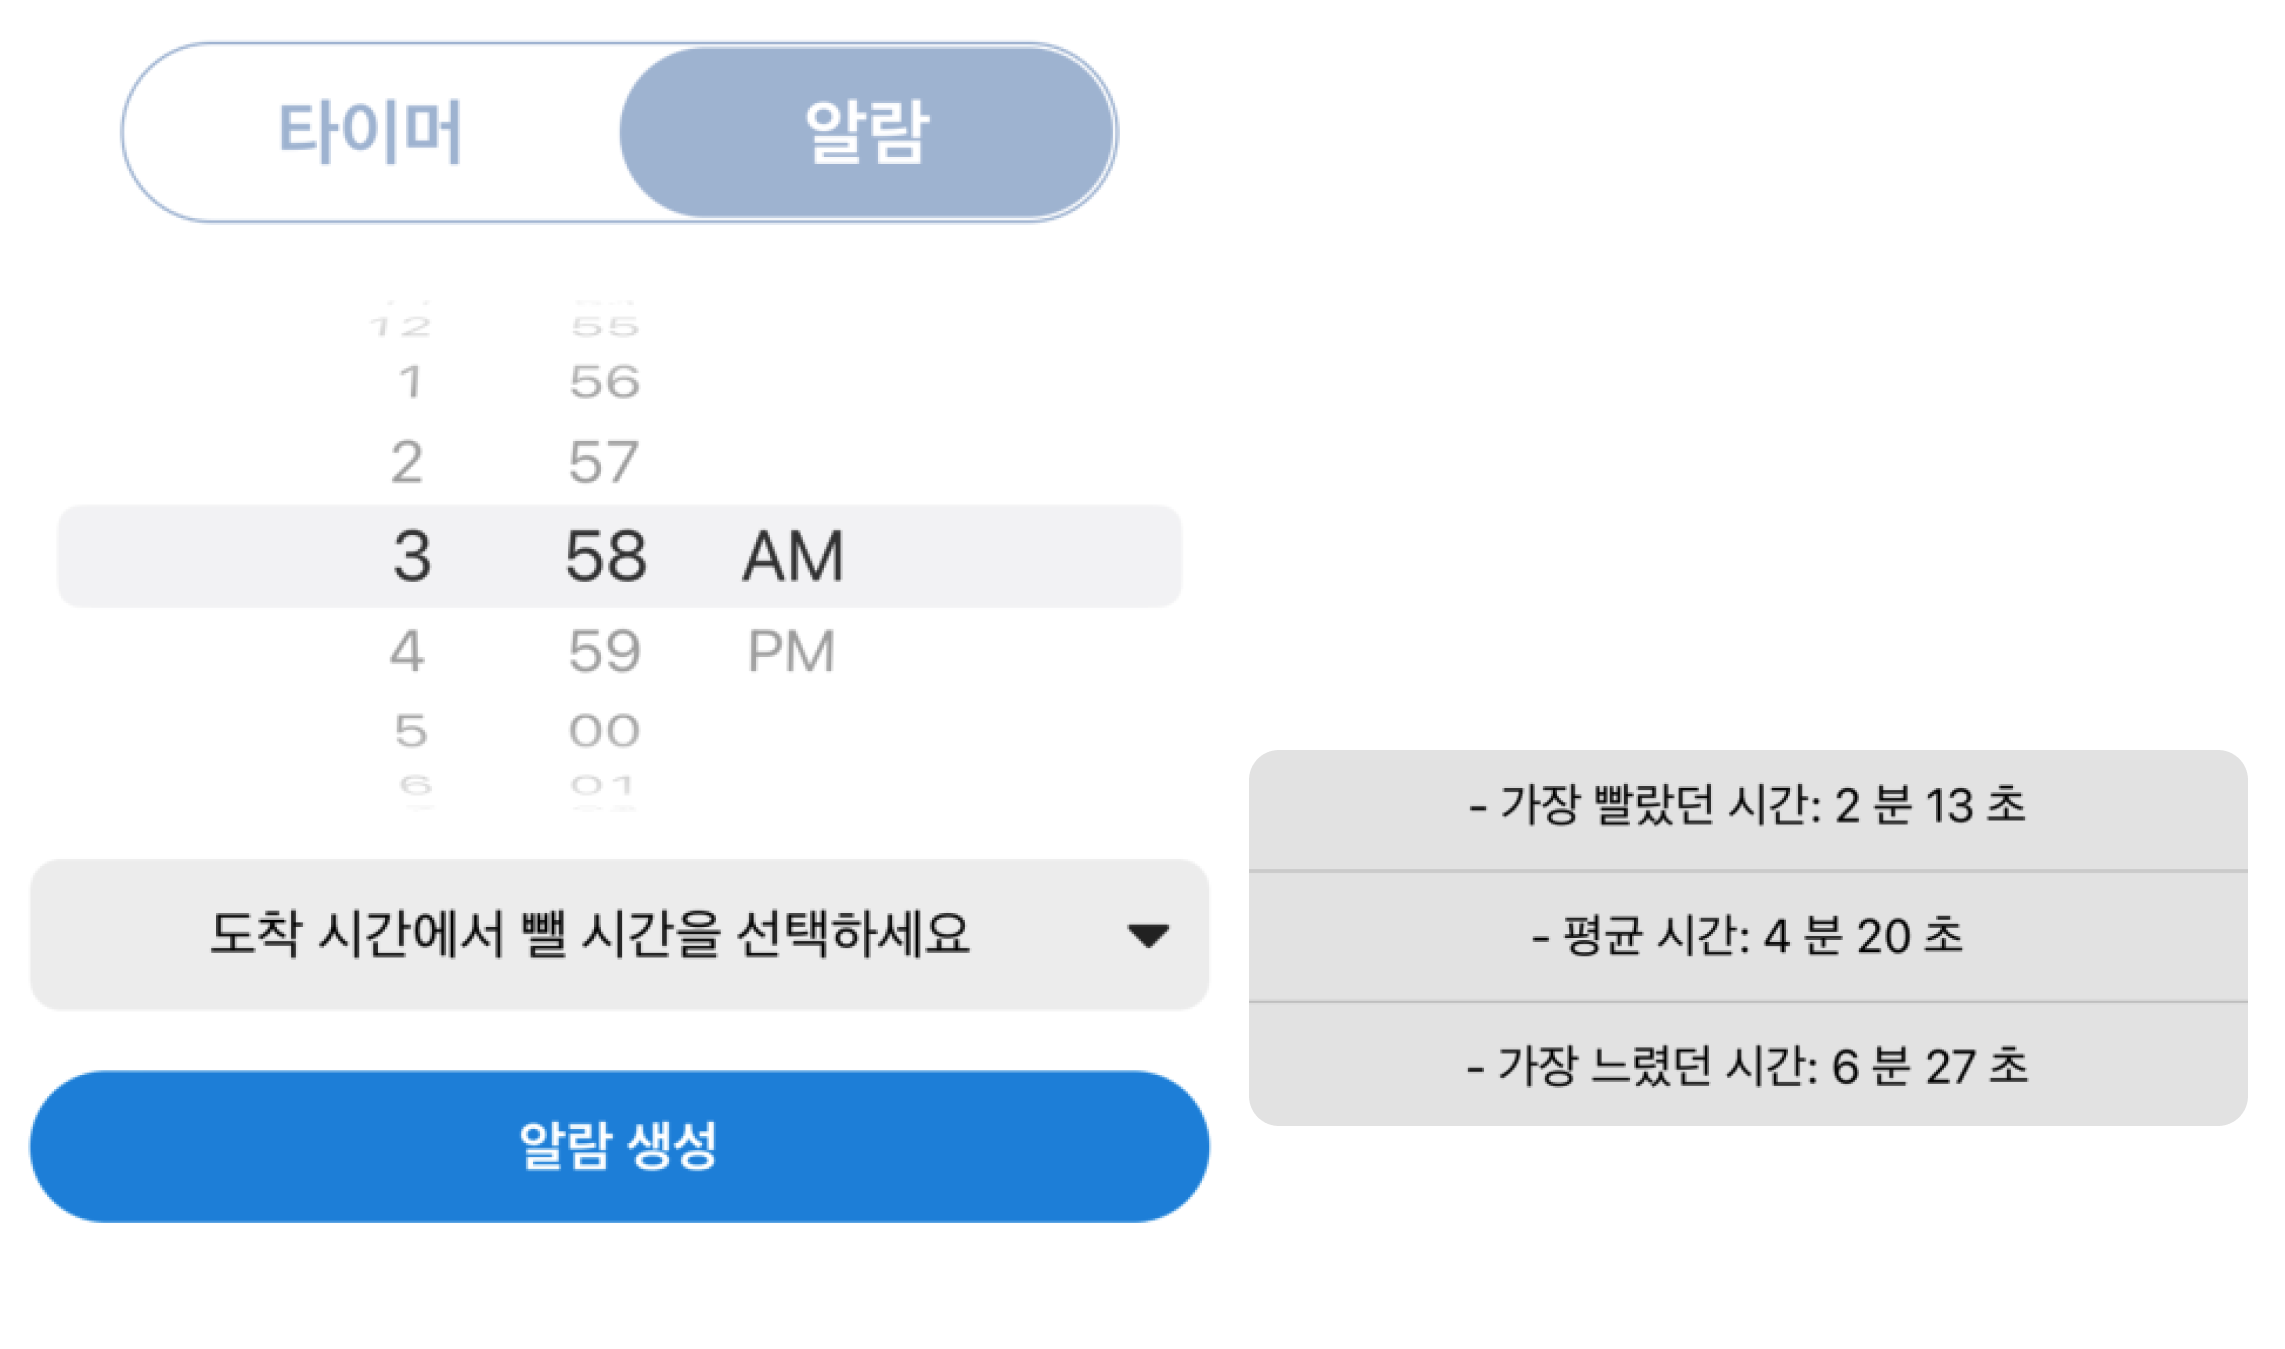 타이머 알람
12 55
1 56
2 57
3 58 AM
4 59 PM
5 00
6 01
도착 시간에서 뺄 시간을 선택하세요
알람 생성
- 가장 빨랐던 시간: 2 분 13 초
- 평균 시간: 4 분 20 초
- 가장 느렸던 시간: 6 분 27 초